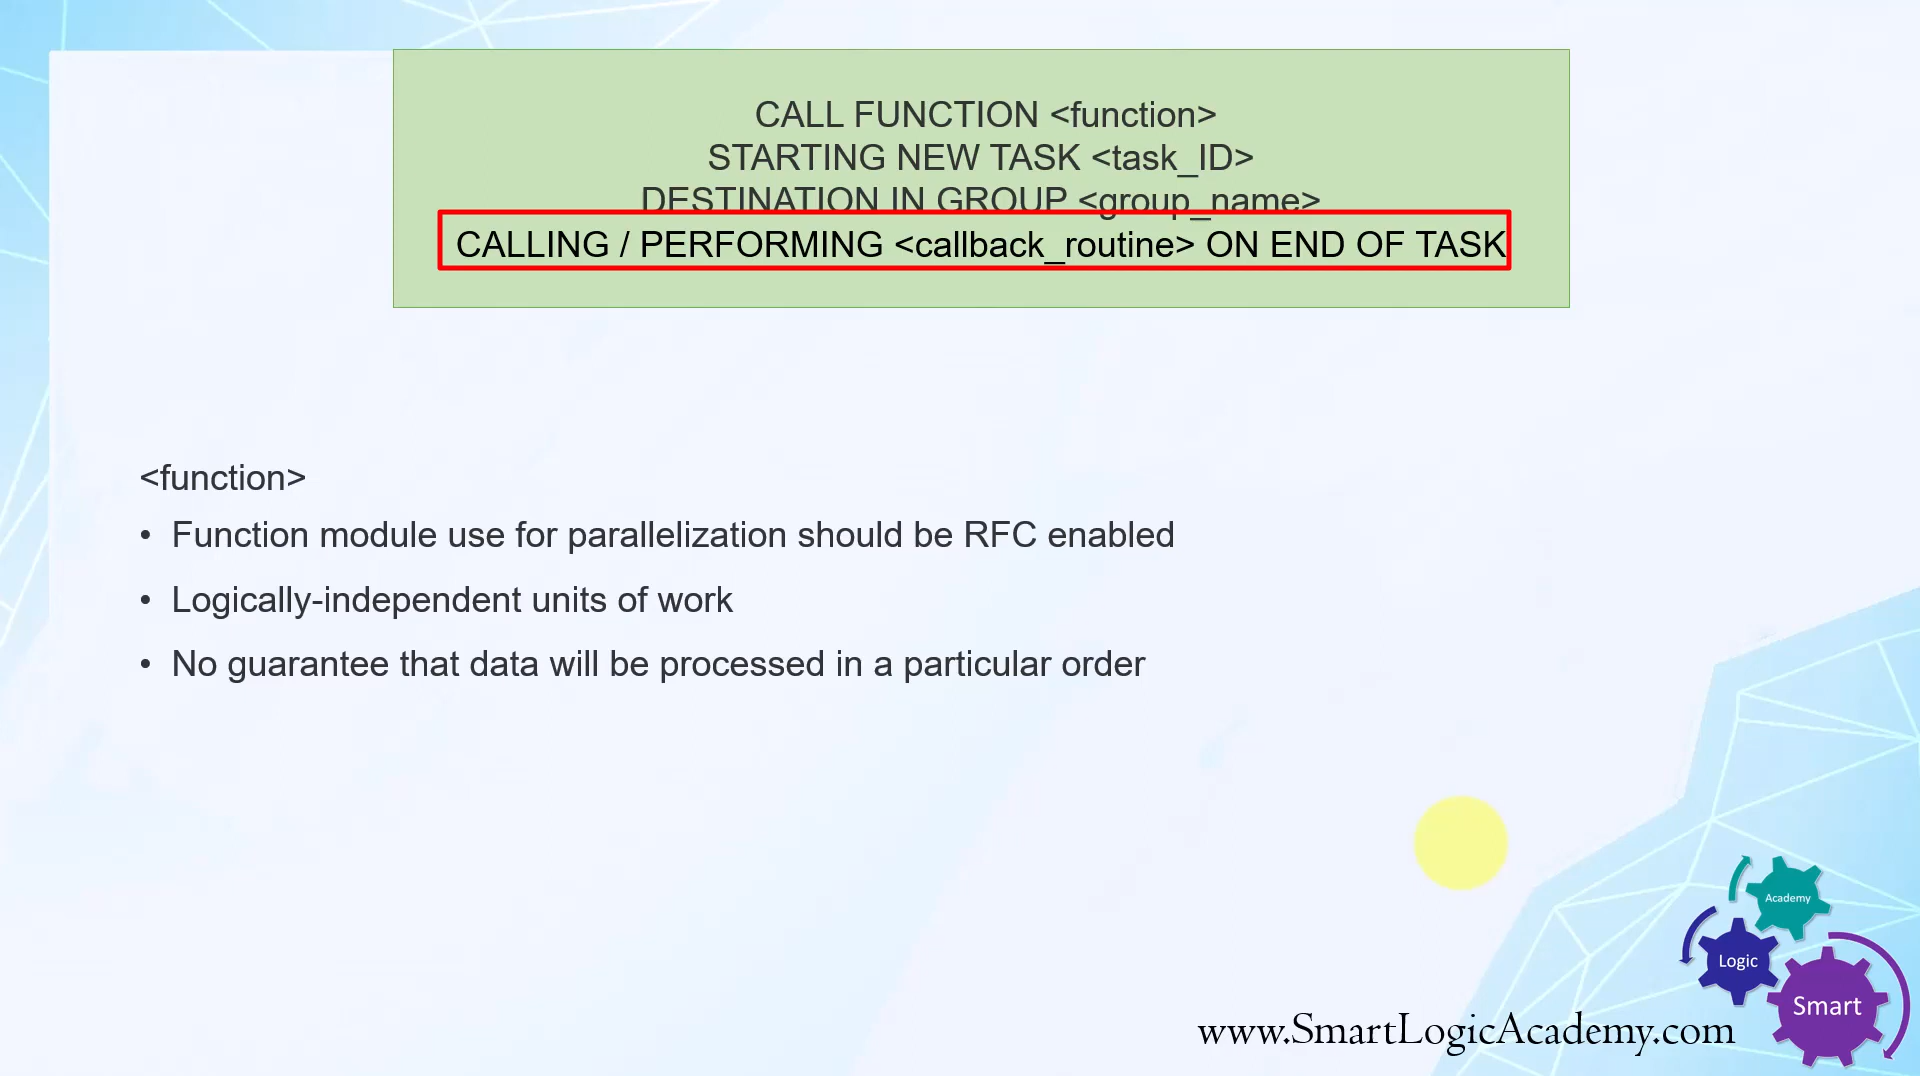 CALL FUNCTION <function>
STARTING NEW TASK <task_ID>
DESTINATION IN GROUP <group_name>
CALLING / PERFORMING <callback_routine> ON END OF TASK
<function>
• Function module use for parallelization should be RFC enabled
• Logically-independent units of work
• No guarantee that data will be processed in a particular order
Academy
Logic
Smart
www.SmartLogicAcademy.com